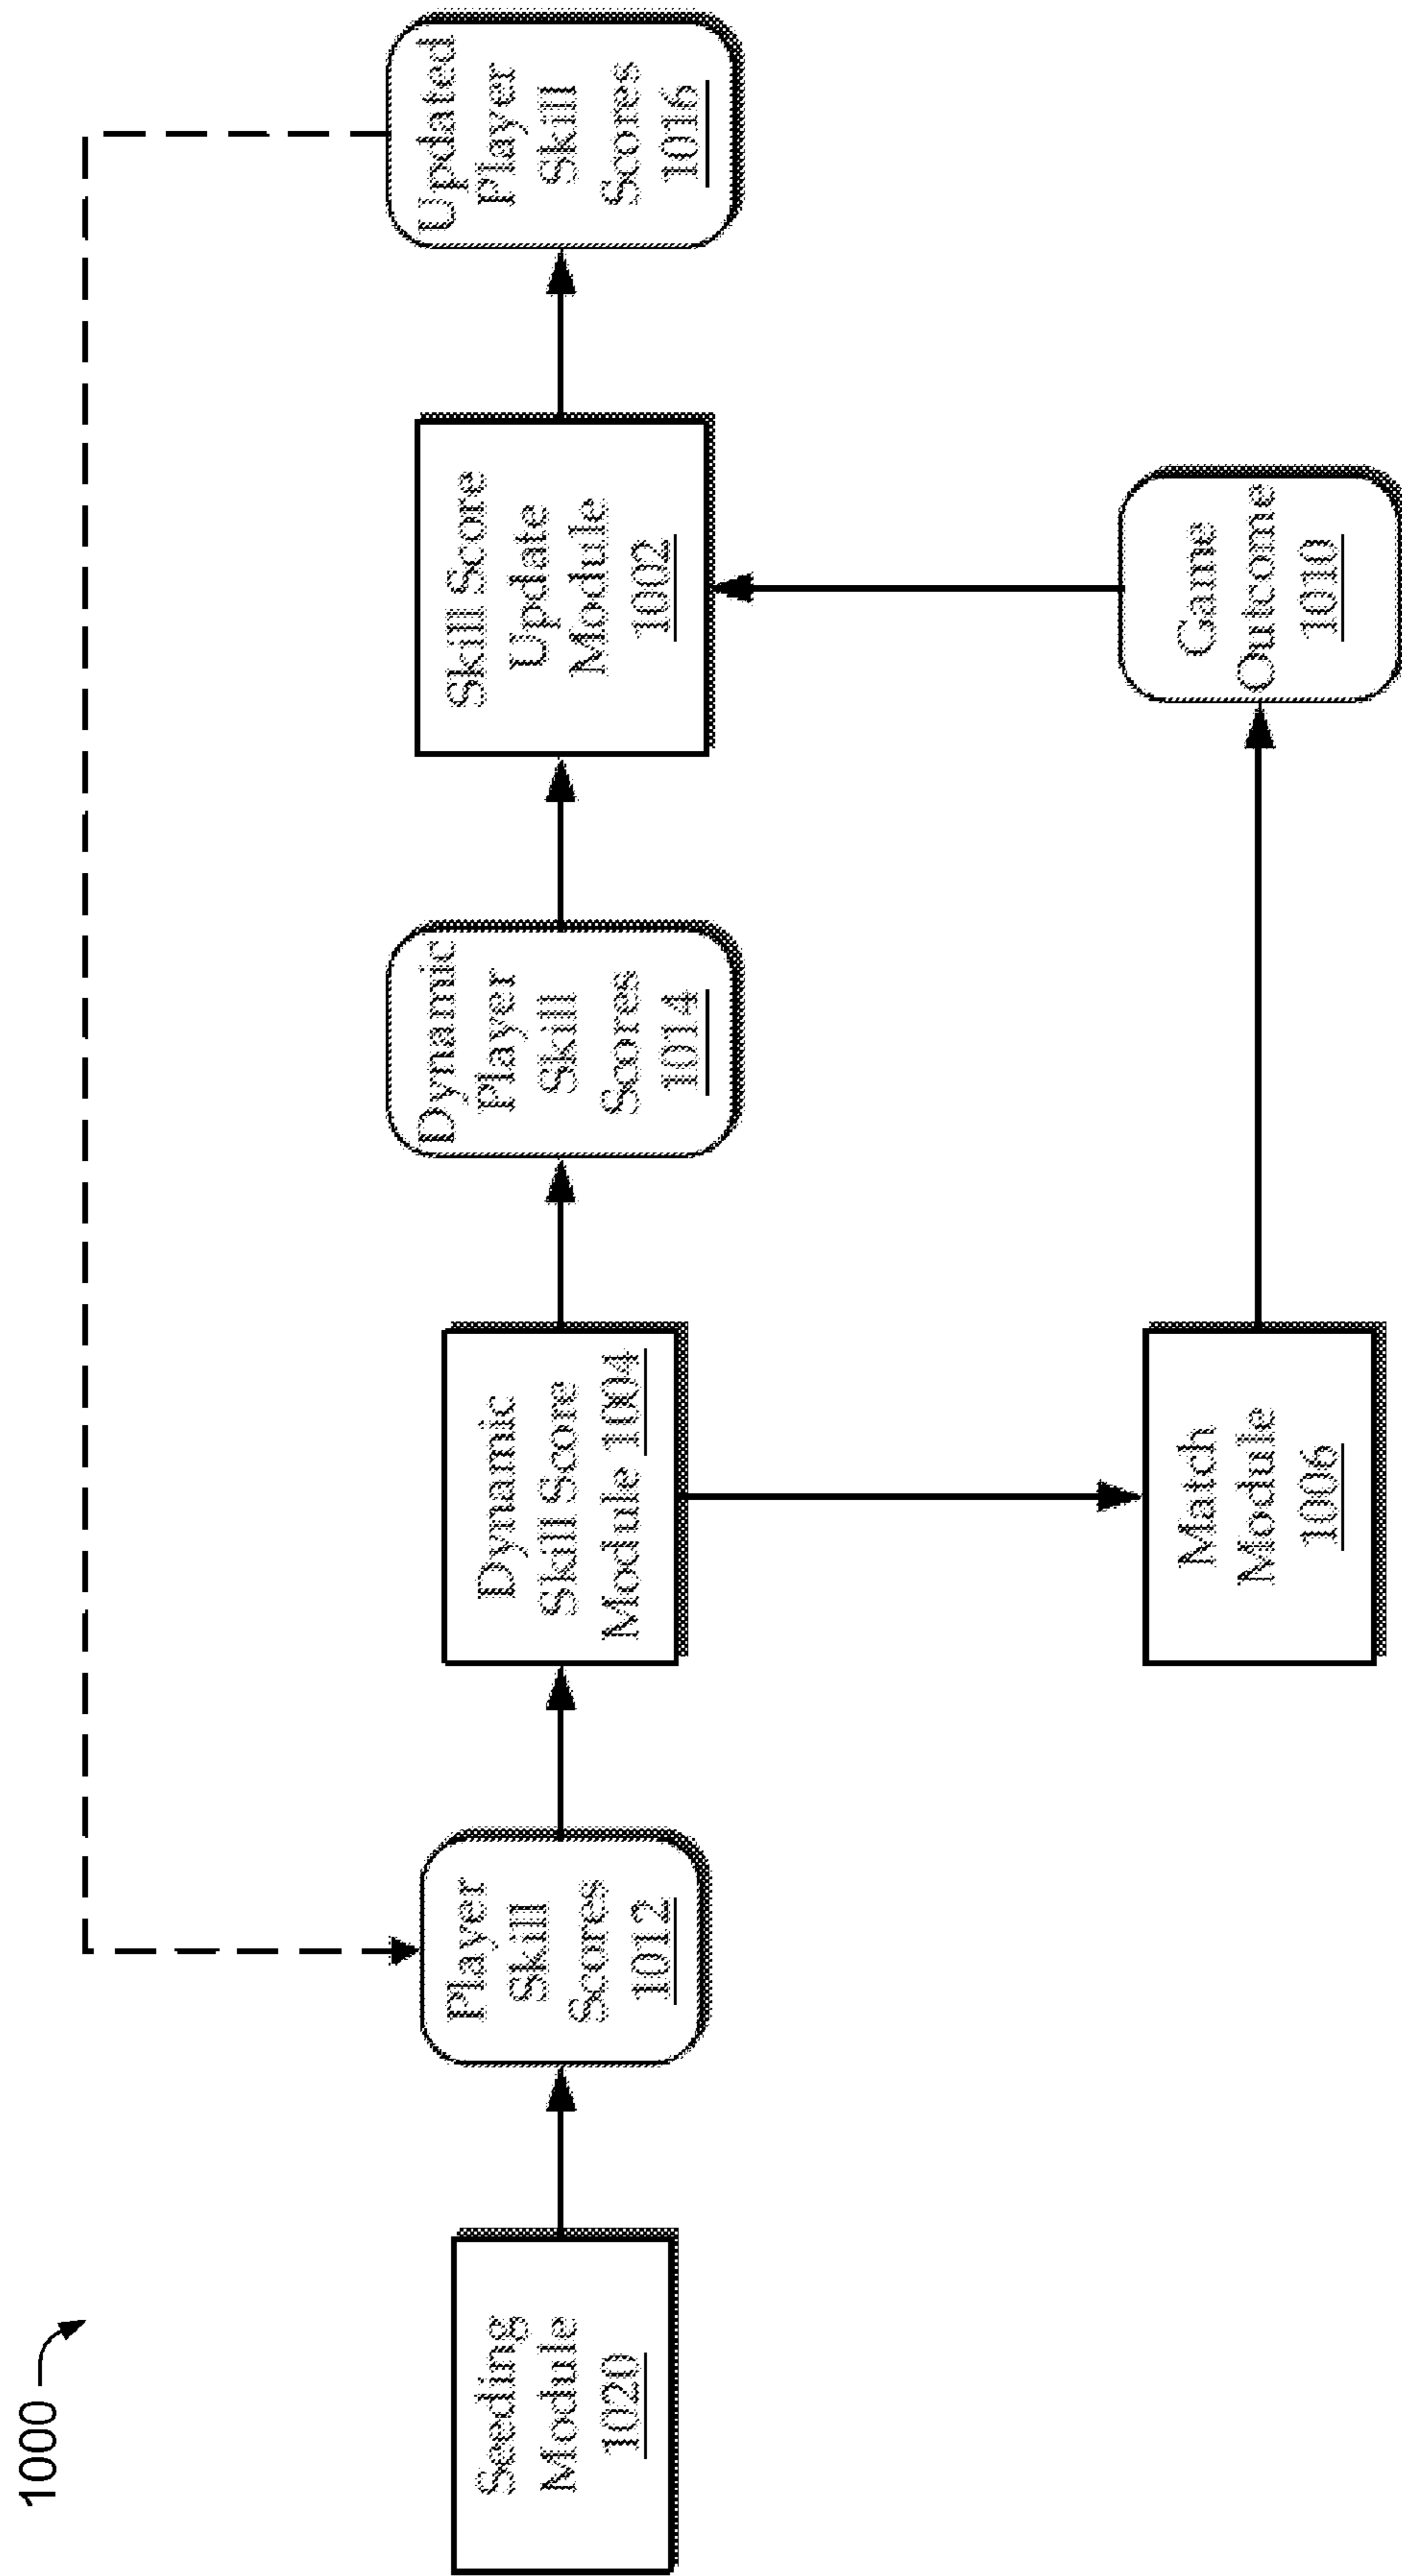 1000
Seeding
Module
1020
Player
Skill
Scores
1012
Dynamic
Skill Score
Module 1004
Dynamic
Player
Skill
Scores
1014
Skill Score
Update
Module
1002
Updated
Player
Skill
Scores
1016
Match
Module
1006
Game
Outcome
1010